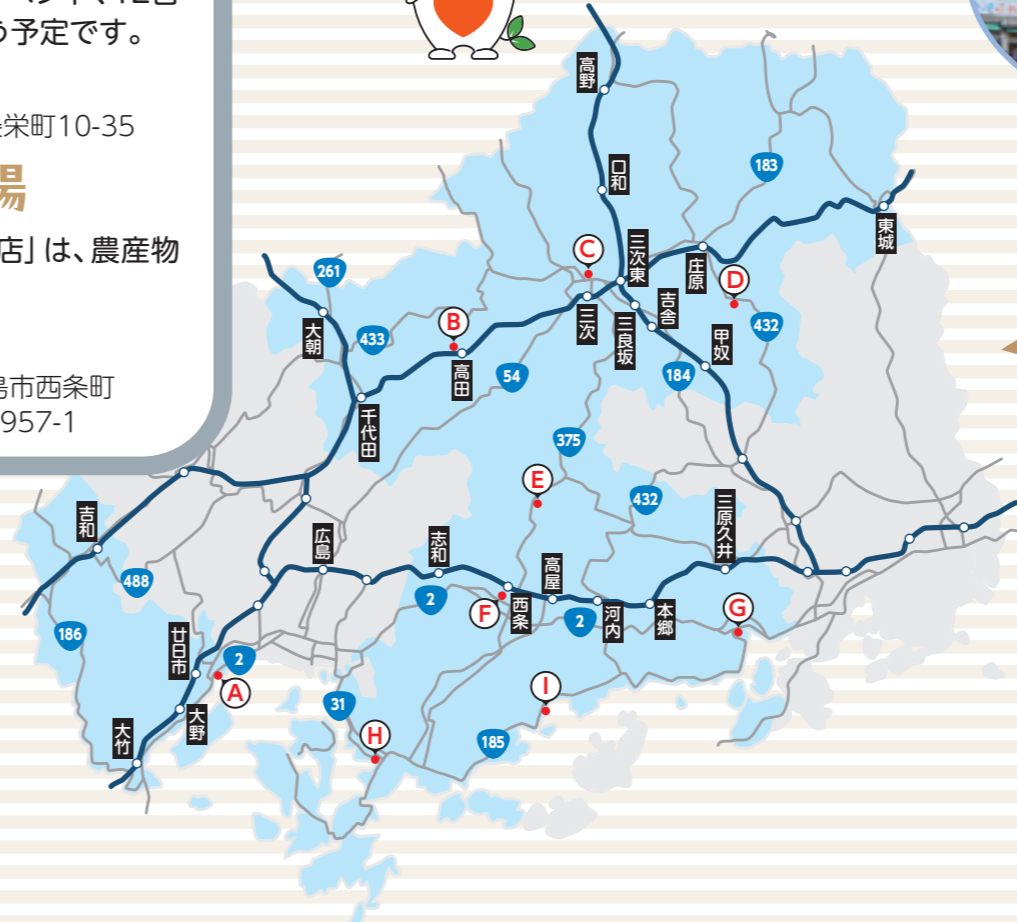 う予定です。
栄町10-35
場
店」は、農産物
島市西条町
957-1
高野
口和
183
東城
C
三次東
庄原
D
261
大朝
433
B
高田
三次
三良坂
吉舎
甲奴
432
54
184
千代田
375
E
432
吉和
広島
志和
三原久井
488
2
F
西条
高屋
2
河内
本郷
G
186
廿日市
2
A
大野
31
I
大竹
H
185